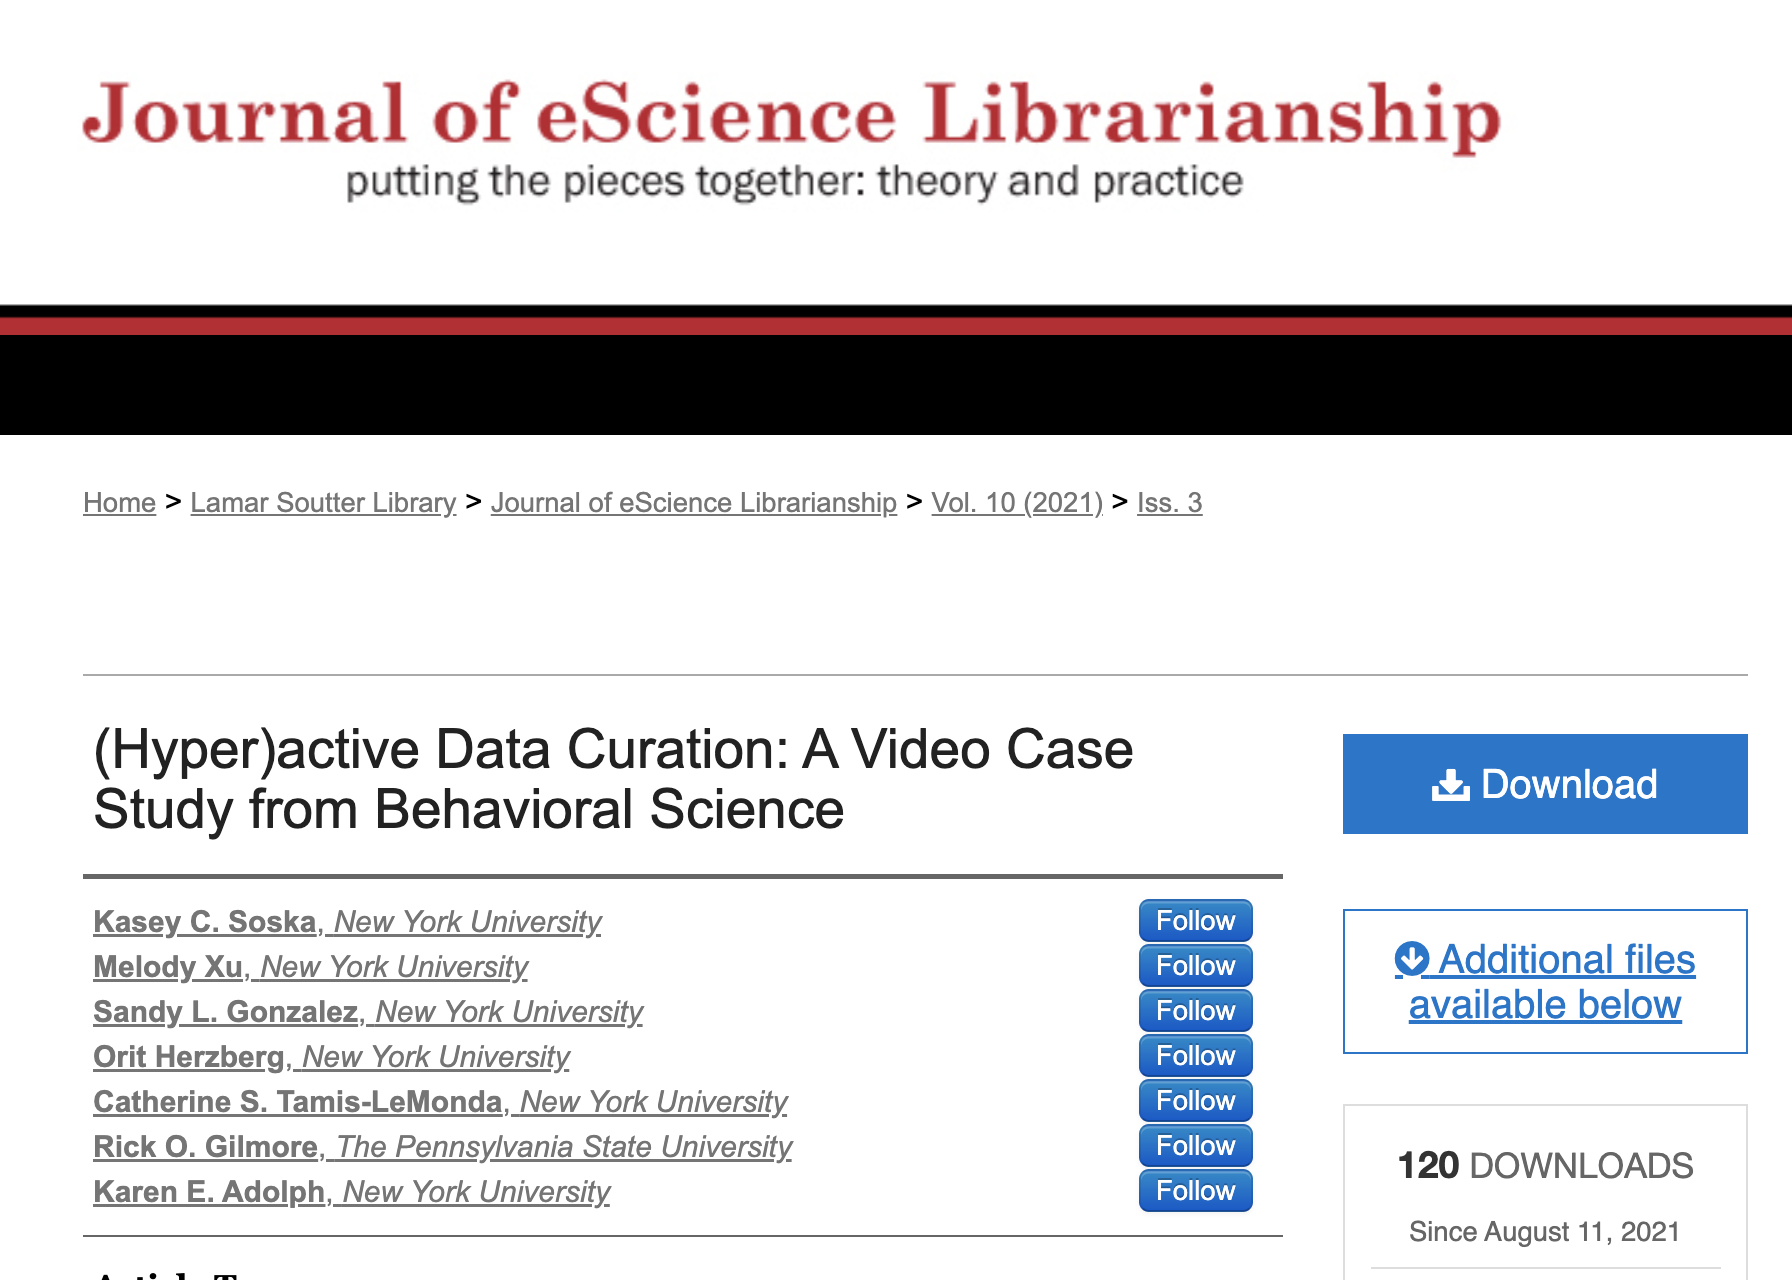 Journal of eScience Librarianship
putting the pieces together: theory and practice
Home > Lamar Soutter Library > Journal of eScience Librarianship > Vol. 10 (2021) > Iss. 3
(Hyper)active Data Curation: A Video Case
Study from Behavioral Science
Kasey C. Soska, New York University Follow
Melody Xu, New York University Follow
Sandy L. Gonzalez, New York University Follow
Orit Herzberg, New York University Follow
Catherine S. Tamis-LeMonda, New York University Follow
Rick O. Gilmore, The Pennsylvania State University Follow
Karen E. Adolph, New York University Follow
Download
Additional files
available below
120 DOWNLOADS
Since August 11, 2021